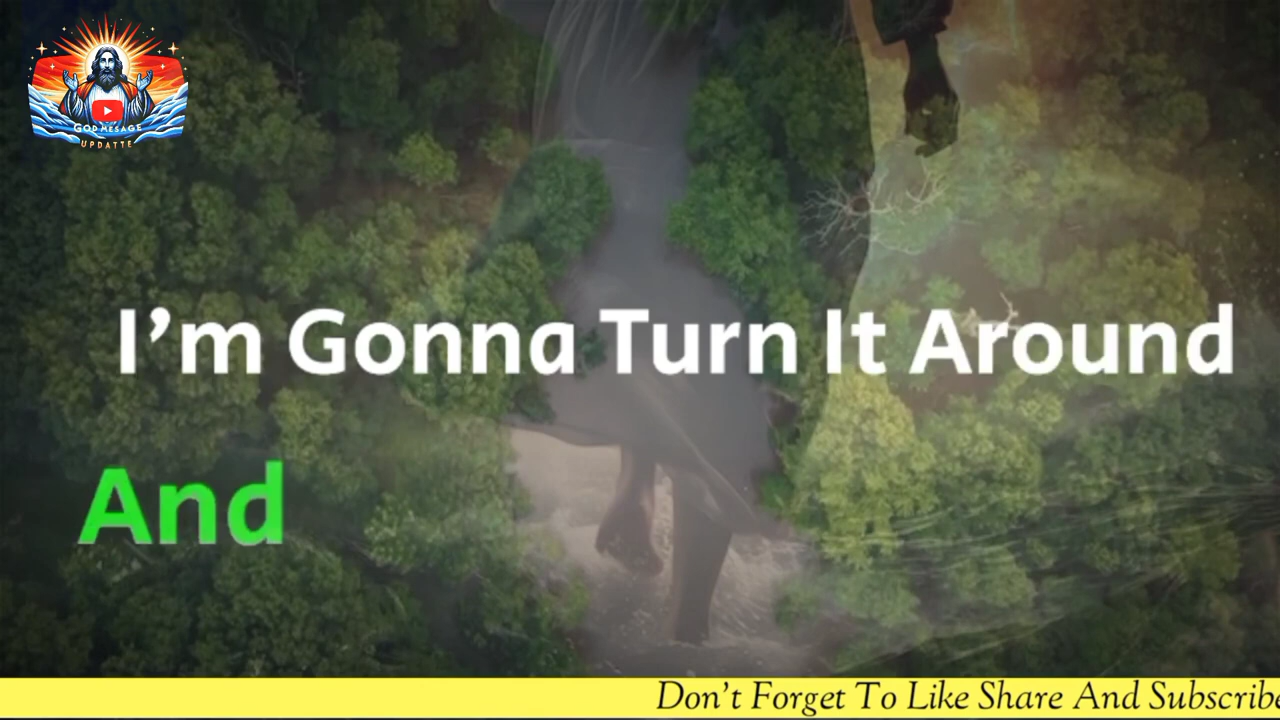 GOD MESAGE
UPDATTE
I'm Gonna Turn It Around
And
Don't Forget To Like Share And Subscribe